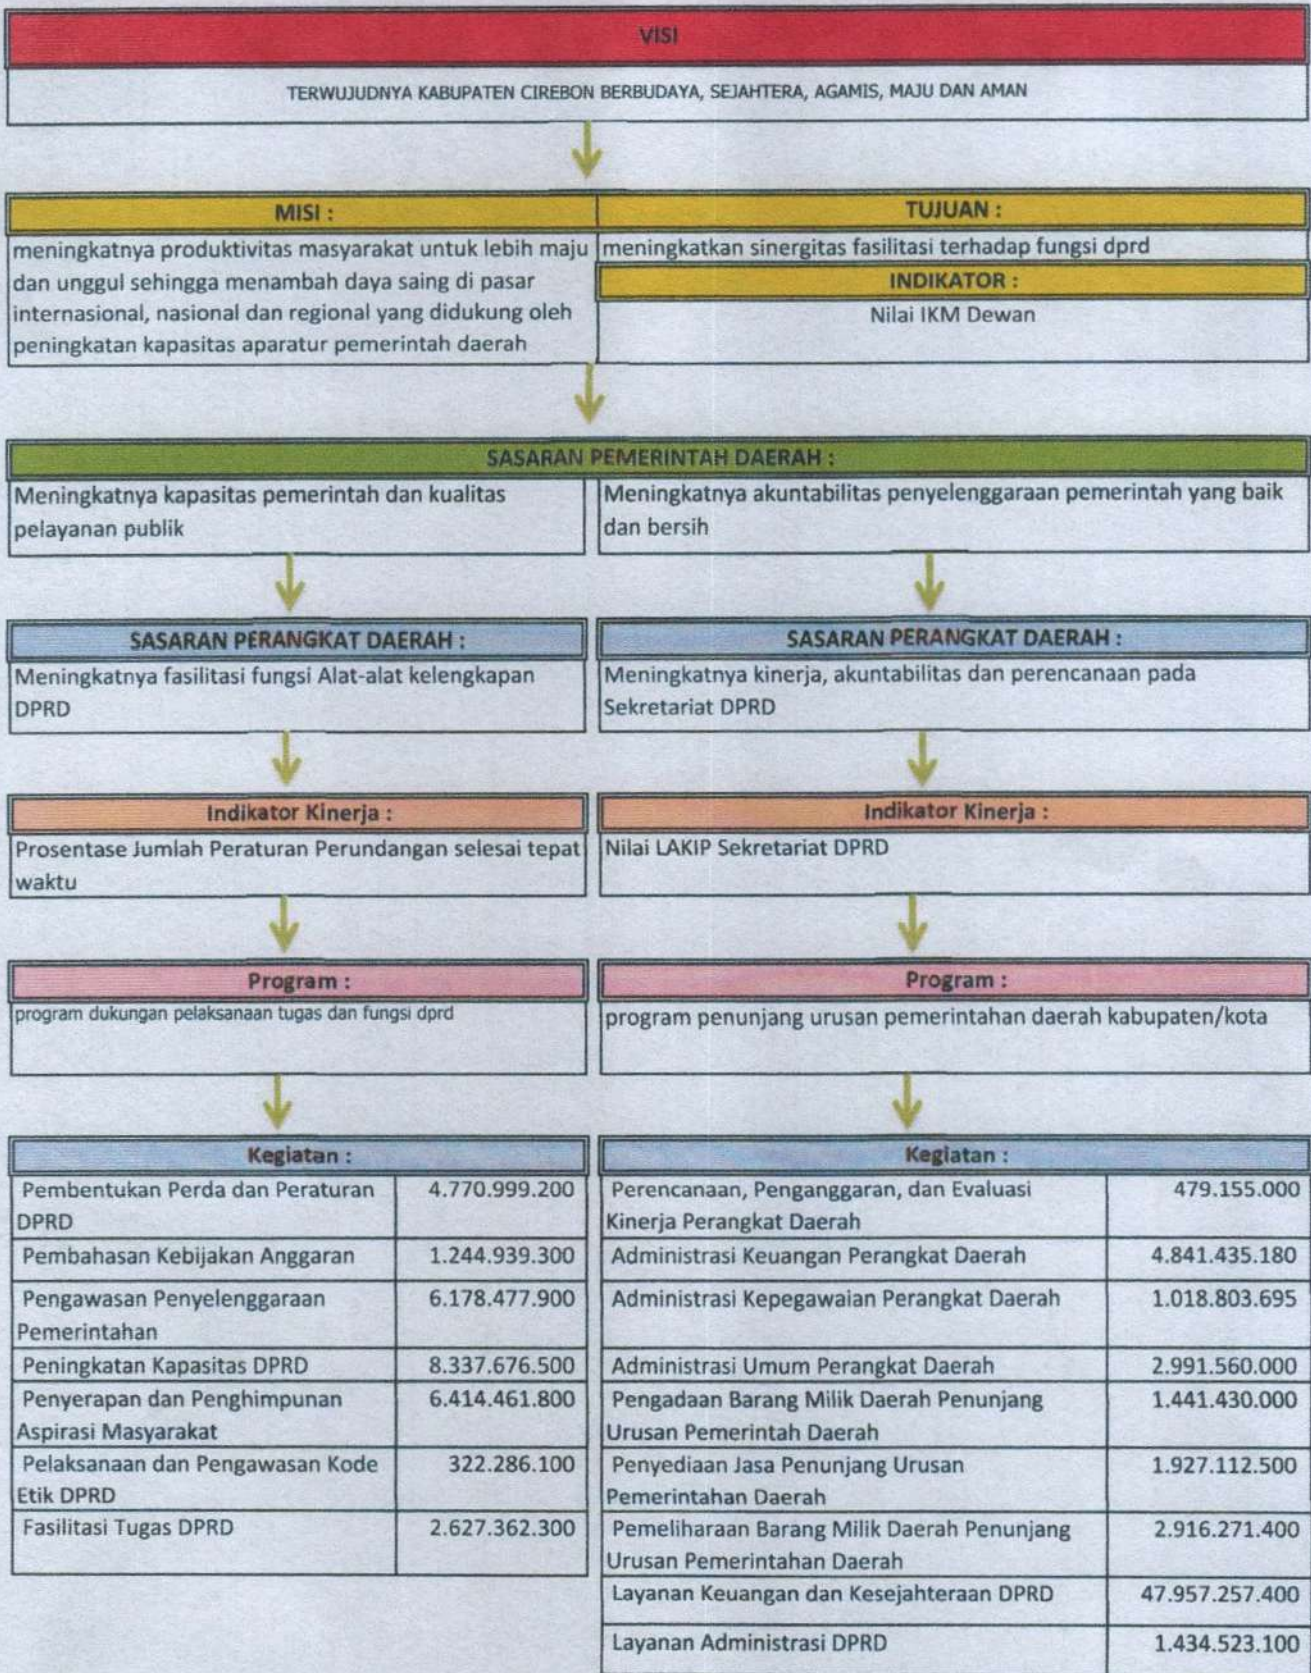 VISI
TERWUJUDNYA KABUPATEN CIREBON BERBUDAYA, SEJAHTERA, AGAMIS, MAJU DAN AMAN
MISI :
meningkatnya produktivitas masyarakat untuk lebih maju
dan unggul sehingga menambah daya saing di pasar
internasional, nasional dan regional yang didukung oleh
peningkatan kapasitas aparatur pemerintah daerah
TUJUAN :
meningkatkan sinergitas fasilitasi terhadap fungsi dprd
INDIKATOR :
Nilai IKM Dewan
SASARAN PEMERINTAH DAERAH :
Meningkatnya kapasitas pemerintah dan kualitas
pelayanan publik
Meningkatnya akuntabilitas penyelenggaraan pemerintah yang baik
dan bersih
SASARAN PERANGKAT DAERAH :
Meningkatnya fasilitasi fungsi Alat-alat kelengkapan
DPRD
SASARAN PERANGKAT DAERAH :
Meningkatnya kinerja, akuntabilitas dan perencanaan pada
Sekretariat DPRD
Indikator Kinerja :
Prosentase Jumlah Peraturan Perundangan selesai tepat
waktu
Indikator Kinerja :
Nilai LAKIP Sekretariat DPRD
Program :
program dukungan pelaksanaan tugas dan fungsi dprd
Program :
program penunjang urusan pemerintahan daerah kabupaten/kota
Kegiatan :
Pembentukan Perda dan Peraturan 4.770.999.200
DPRD
Pembahasan Kebijakan Anggaran 1.244.939.300
Pengawasan Penyelenggaraan 6.178.477.900
Pemerintahan
Peningkatan Kapasitas DPRD 8.337.676.500
Penyerapan dan Penghimpunan 6.414.461.800
Aspirasi Masyarakat
Pelaksanaan dan Pengawasan Kode 322.286.100
Etik DPRD
Fasilitasi Tugas DPRD 2.627.362.300
Kegiatan :
Perencanaan, Penganggaran, dan Evaluasi 479.155.000
Kinerja Perangkat Daerah
Administrasi Keuangan Perangkat Daerah 4.841.435.180
Administrasi Kepegawaian Perangkat Daerah 1.018.803.695
Administrasi Umum Perangkat Daerah 2.991.560.000
Pengadaan Barang Milik Daerah Penunjang 1.441.430.000
Urusan Pemerintah Daerah
Penyediaan Jasa Penunjang Urusan 1.927.112.500
Pemerintahan Daerah
Pemeliharaan Barang Milik Daerah Penunjang 2.916.271.400
Urusan Pemerintahan Daerah
Layanan Keuangan dan Kesejahteraan DPRD 47.957.257.400
Layanan Administrasi DPRD 1.434.523.100